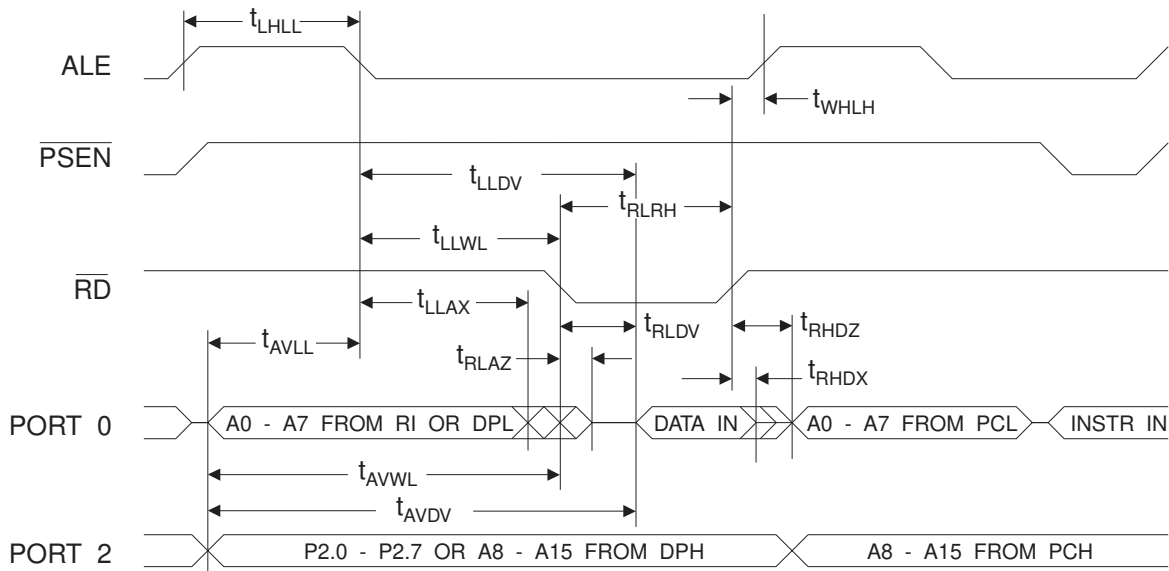 tLHLL
ALE
tWHLH
PSEN
tLLDV
tRLRH
tLLWL
RD
tLLAX
tRLDV
tRHDZ
tAVLL
tRLAZ
tRHDX
PORT 0
A0 - A7 FROM RI OR DPL
DATA IN
A0 - A7 FROM PCL
INSTR IN
tAVWL
tAVDV
PORT 2
P2.0 - P2.7 OR A8 - A15 FROM DPH
A8 - A15 FROM PCH